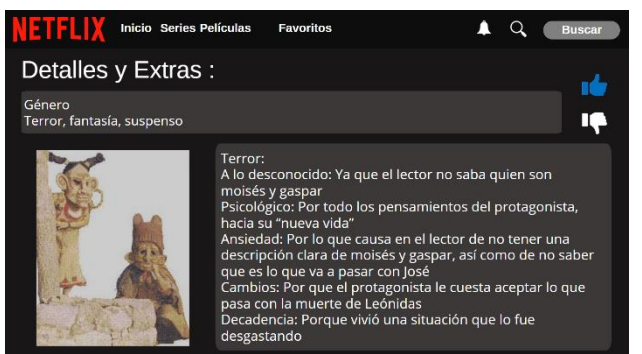 NETFLIX Inicio Series Películas Favoritos Buscar
Detalles y Extras :
Género
Terror, fantasía, suspenso
Terror:
A lo desconocido: Ya que el lector no saba quien son
moisés y gaspar
Psicológico: Por todo los pensamientos del protagonista,
hacia su “nueva vida”
Ansiedad: Por lo que causa en el lector de no tener una
descripción clara de moisés y gaspar, así como de no saber
que es lo que va a pasar con José
Cambios: Por que el protagonista le cuesta aceptar lo que
pasa con la muerte de Leónidas
Decadencia: Porque vivió una situación que lo fue
desgastando